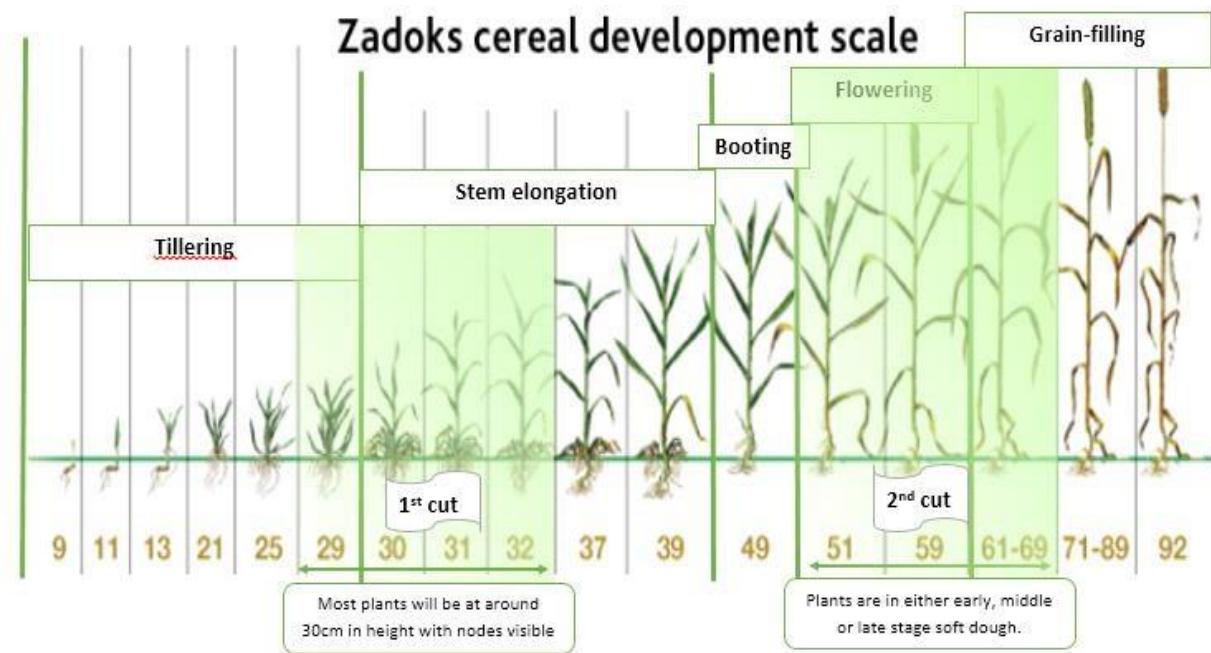 Zadoks cereal development scale
Grain-filling
Flowering
Booting
Stem elongation
Tillering
1st cut
2nd cut
9 11 13 21 25 29 30 31 32 37 39 49 51 59 61-69 71-89 92
Most plants will be at around
30cm in height with nodes visible
Plants are in either early, middle
or late stage soft dough.